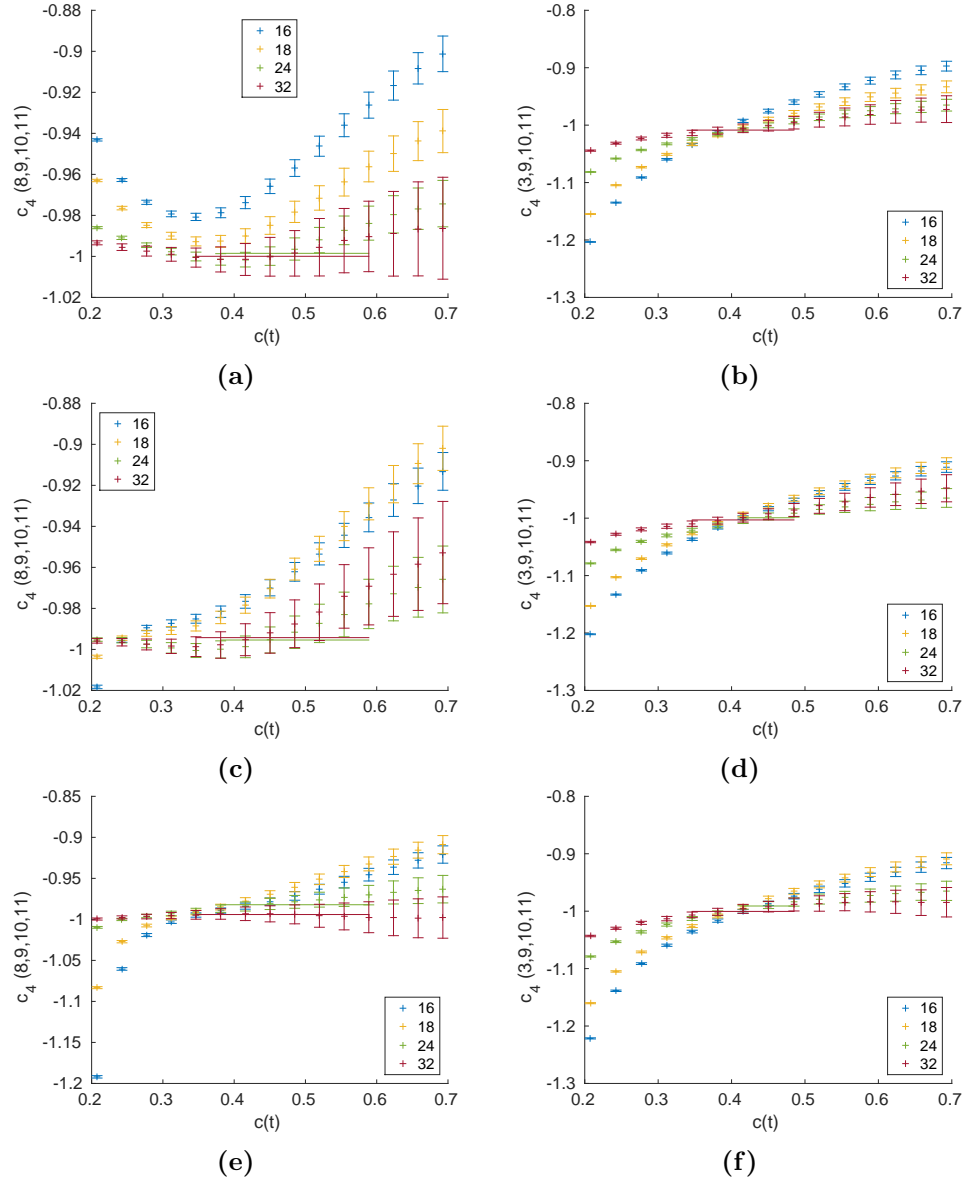 -0.88
-0.9
-0.92
-0.94
-0.96
-0.98
-1
-1.02
0.2 0.3 0.4 0.5 0.6 0.7
c(t)
c4 (8,9,10,11)
16
18
24
32
(a)
-0.8
-0.9
-1
-1.1
-1.2
-1.3
0.2 0.3 0.4 0.5 0.6 0.7
c(t)
c4 (3,9,10,11)
16
18
24
32
(b)
-0.88
-0.9
-0.92
-0.94
-0.96
-0.98
-1
-1.02
0.2 0.3 0.4 0.5 0.6 0.7
c(t)
c4 (8,9,10,11)
16
18
24
32
(c)
-0.8
-0.9
-1
-1.1
-1.2
-1.3
0.2 0.3 0.4 0.5 0.6 0.7
c(t)
c4 (3,9,10,11)
16
18
24
32
(d)
-0.85
-0.9
-0.95
-1
-1.05
-1.1
-1.15
-1.2
0.2 0.3 0.4 0.5 0.6 0.7
c(t)
c4 (8,9,10,11)
16
18
24
32
(e)
-0.8
-0.9
-1
-1.1
-1.2
-1.3
0.2 0.3 0.4 0.5 0.6 0.7
c(t)
c4 (3,9,10,11)
16
18
24
32
(f)